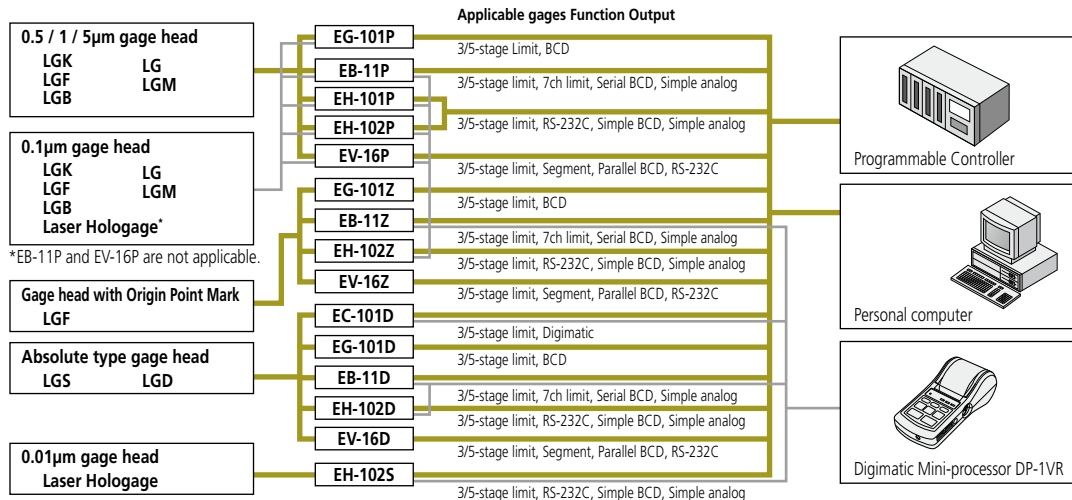 Applicable gages Function Output
0.5 / 1 / 5µm gage head
LGK LG
LGF LGM
LGB
0.1µm gage head
LGK LG
LGF LGM
LGB
Laser Hologage*
*EB-11P and EV-16P are not applicable.
Gage head with Origin Point Mark
LGF
Absolute type gage head
LGS LGD
0.01µm gage head
Laser Hologage
EG-101P
3/5-stage Limit, BCD
EB-11P
3/5-stage limit, 7ch limit, Serial BCD, Simple analog
EH-101P
3/5-stage limit, RS-232C, Simple BCD, Simple analog
EH-102P
EV-16P
3/5-stage limit, Segment, Parallel BCD, RS-232C
EG-101Z
3/5-stage limit, BCD
EB-11Z
3/5-stage limit, 7ch limit, Serial BCD, Simple analog
EH-102Z
3/5-stage limit, RS-232C, Simple BCD, Simple analog
EV-16Z
3/5-stage limit, Segment, Parallel BCD, RS-232C
EC-101D
3/5-stage limit, Digimatic
EG-101D
3/5-stage limit, BCD
EB-11D
3/5-stage limit, 7ch limit, Serial BCD, Simple analog
EH-102D
3/5-stage limit, RS-232C, Simple BCD, Simple analog
EV-16D
3/5-stage limit, Segment, Parallel BCD, RS-232C
EH-102S
3/5-stage limit, RS-232C, Simple BCD, Simple analog
Programmable Controller
Personal computer
Digimatic Mini-processor DP-1VR